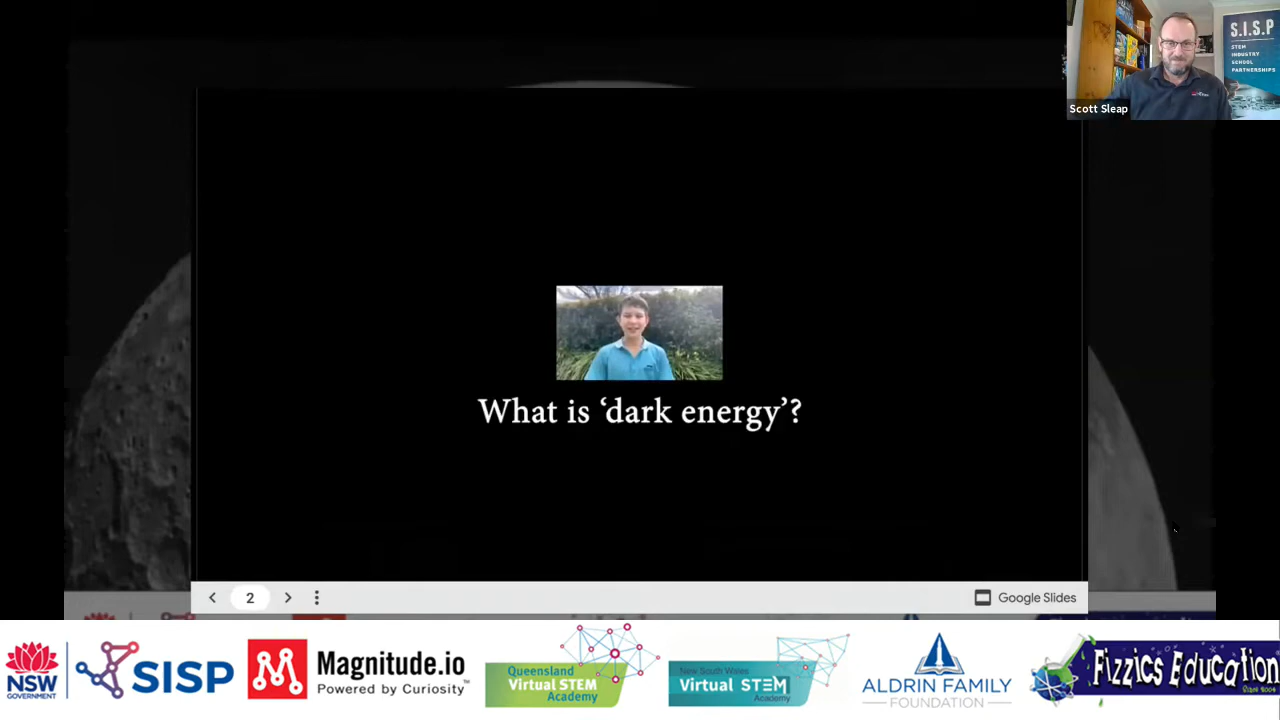 S.I.S.P
STEM
INDUSTRY
SCHOOL
PARTNERSHIPS
Scott Sleap
What is ‘dark energy’?
2
Google Slides
NSW
GOVERNMENT
SISP
Magnitude.io
Powered by Curiosity™
Queensland
Virtual STEM
Academy
New South Wales
Virtual STEM
Academy
ALDRIN FAMILY
FOUNDATION
Fizzics Education